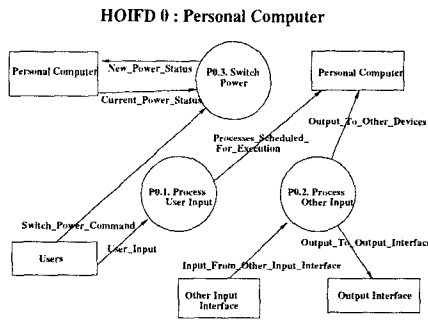 HOIFD 0 : Personal Computer
Personal Computer
New_Power_Status
Current_Power_Status
P0.3. Switch
Power
Personal Computer
Output_To_Other_Devices
Processes_Scheduled_
For_Execution
P0.1. Process
User Input
P0.2. Process
Other Input
Switch_Power_Command
User_Input
Output_To_Output_Interface
Users
Input_From_Other_Input_Interface
Other Input
Interface
Output Interface